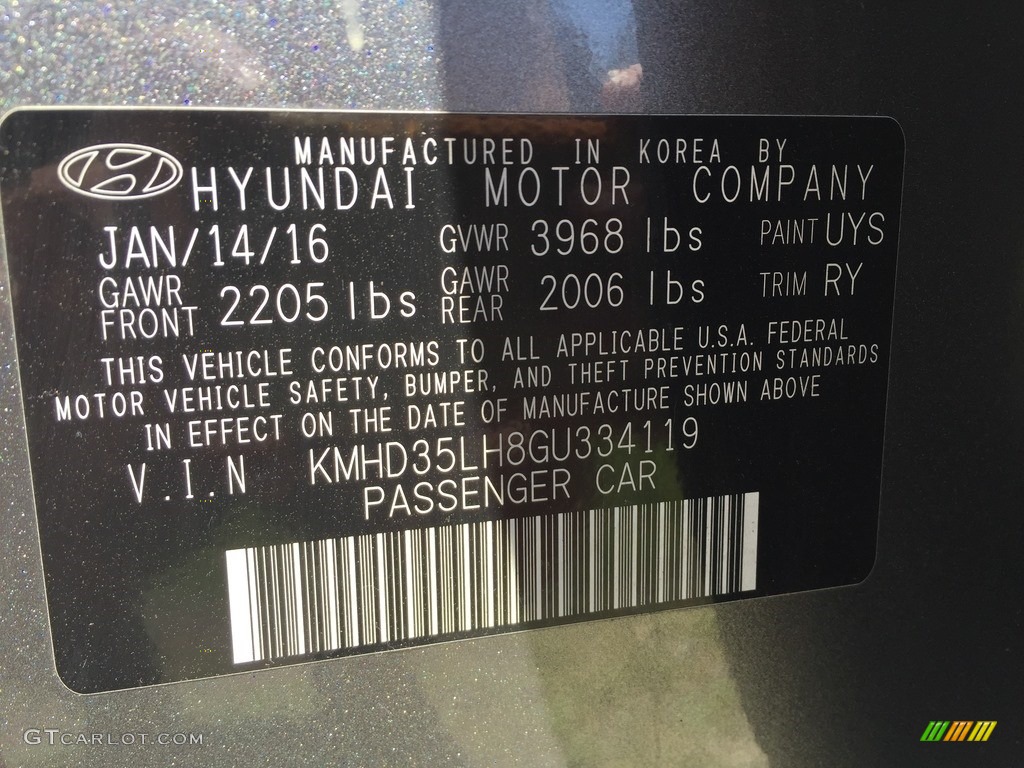 MANUFACTURED IN KOREA BY
HYUNDAI MOTOR COMPANY
JAN/14/16 GVWR 3968 lbs PAINT UYS
GAWR FRONT 2205 lbs GAWR REAR 2006 lbs TRIM RY
THIS VEHICLE CONFORMS TO ALL APPLICABLE U.S.A. FEDERAL
MOTOR VEHICLE SAFETY, BUMPER, AND THEFT PREVENTION STANDARDS
IN EFFECT ON THE DATE OF MANUFACTURE SHOWN ABOVE
V.I.N KMHD35LH8GU334119
PASSENGER CAR
GTCARLOT.COM